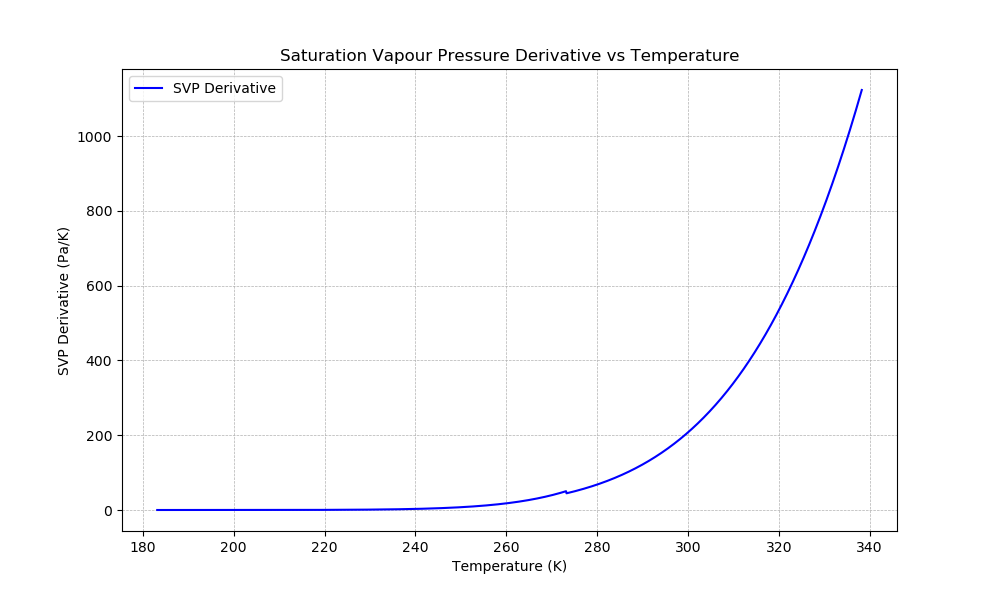 Saturation Vapour Pressure Derivative vs Temperature
SVP Derivative
1000
800
600
400
200
0
SVP Derivative (Pa/K)
180 200 220 240 260 280 300 320 340
Temperature (K)